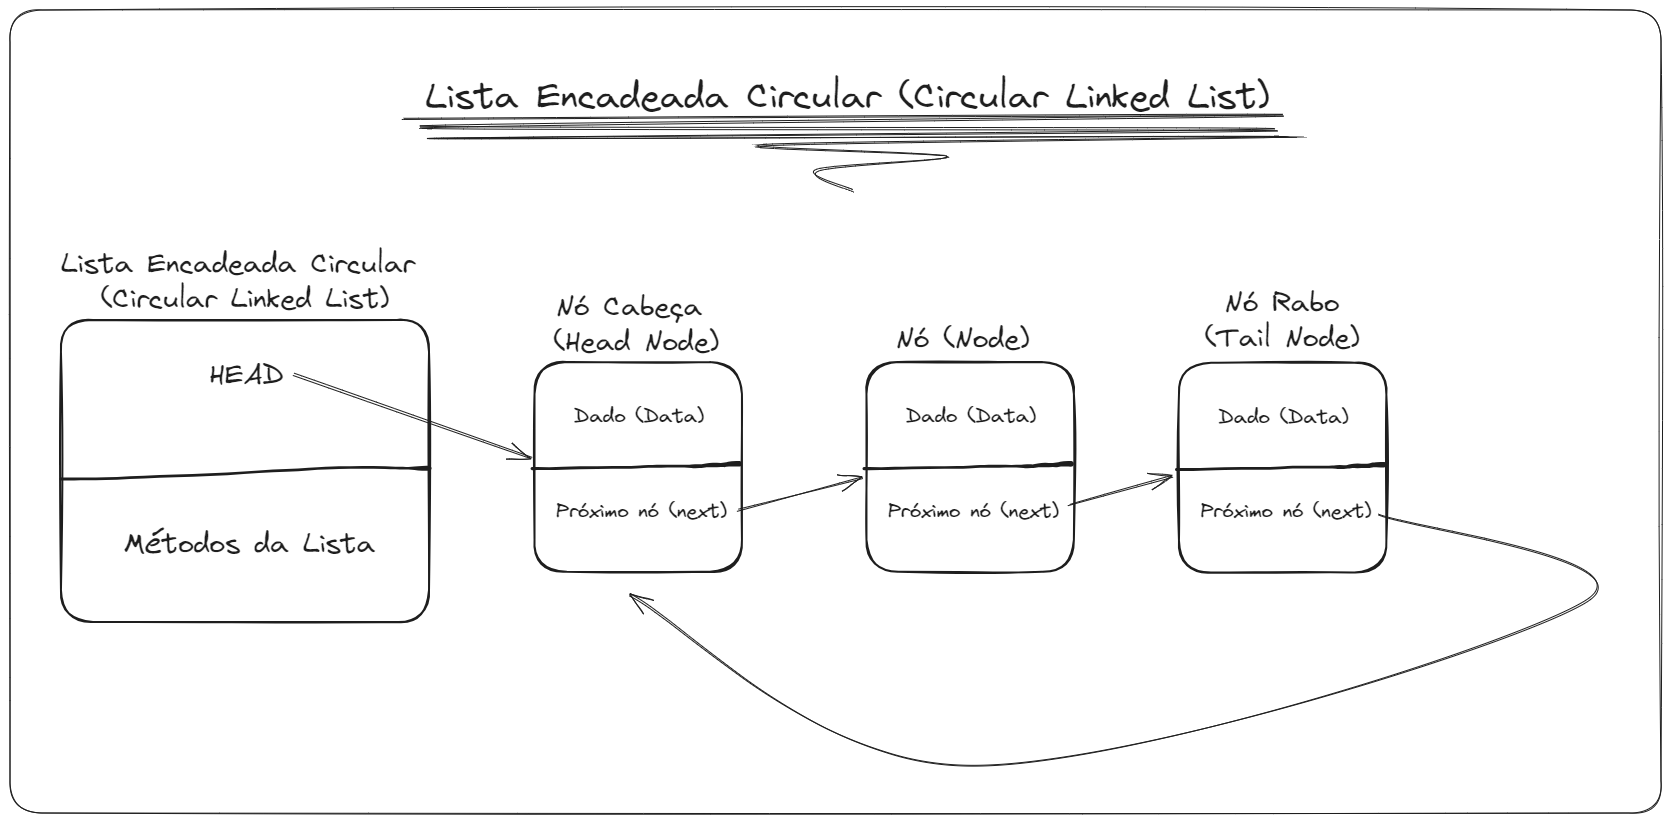 Lista Encadeada Circular (Circular Linked List)
Lista Encadeada Circular
(Circular Linked List)
HEAD
Métodos da Lista
Nó Cabeça
(Head Node)
Dado (Data)
Próximo nó (next)
Nó (Node)
Dado (Data)
Próximo nó (next)
Nó Rabo
(Tail Node)
Dado (Data)
Próximo nó (next)